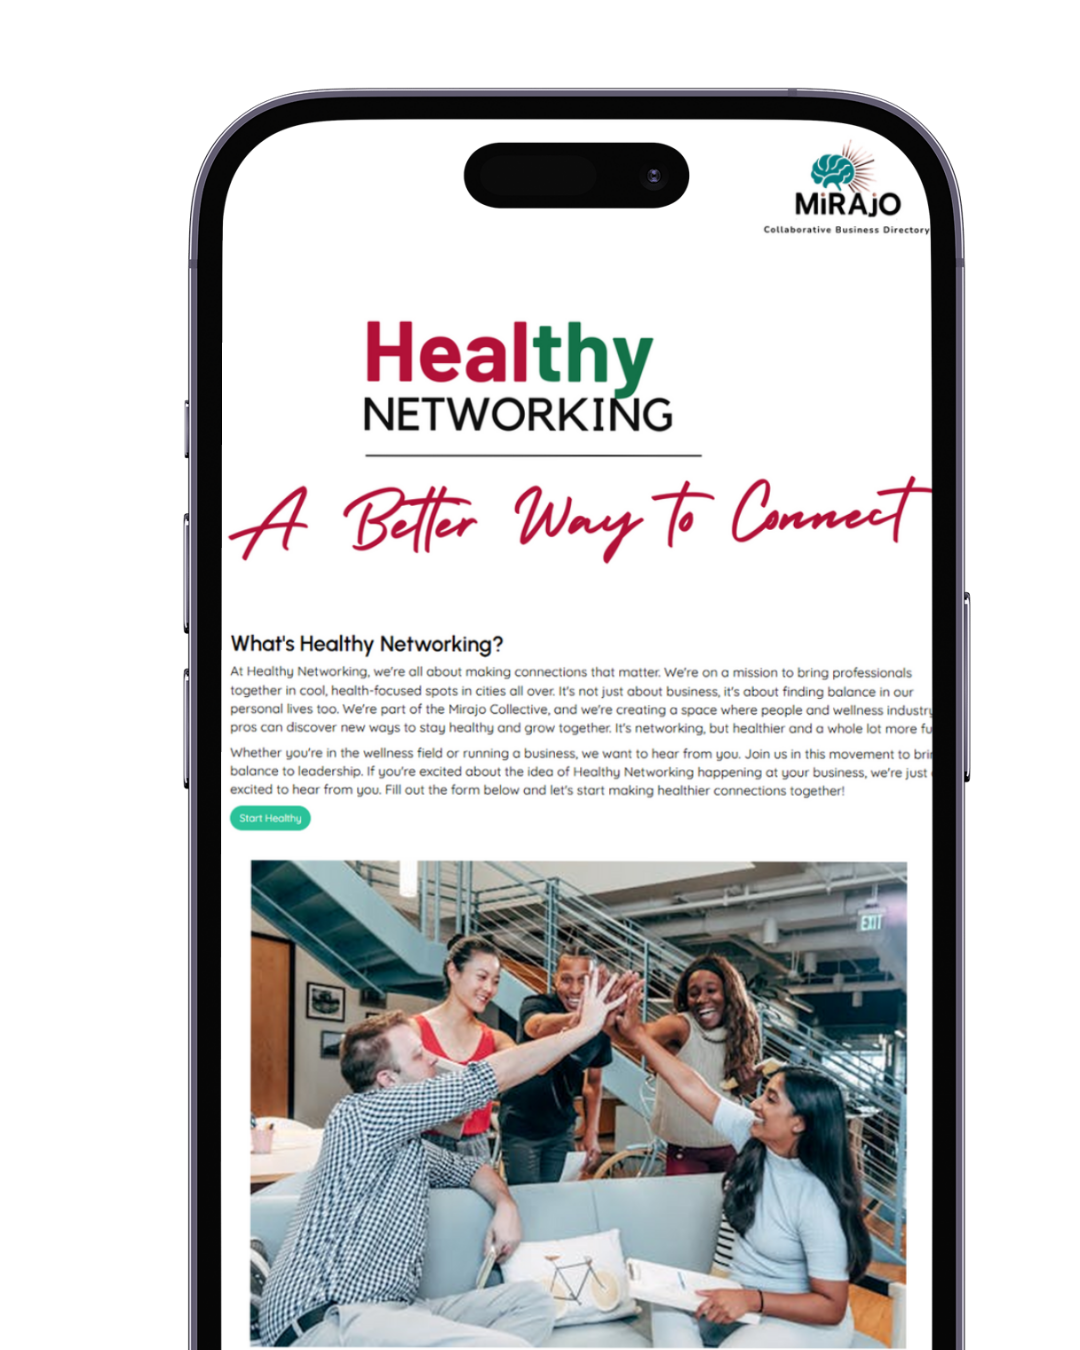 MiRAjO
Collaborative Business Directory
Healthy
NETWORKING
A Better Way to Connect
What's Healthy Networking?
At Healthy Networking, we're all about making connections that matter. We're on a mission to bring professionals
together in cool, health-focused spots in cities all over. It's not just about business, it's about finding balance in our
personal lives too. We're part of the Mirajo Collective, and we're creating a space where people and wellness industry
pros can discover new ways to stay healthy and grow together. It's networking, but healthier and a whole lot more fu
Whether you're in the wellness field or running a business, we want to hear from you. Join us in this movement to brin
balance to leadership. If you're excited about the idea of Healthy Networking happening at your business, we're just
excited to hear from you. Fill out the form below and let's start making healthier connections together!
Start Healthy
EXIT